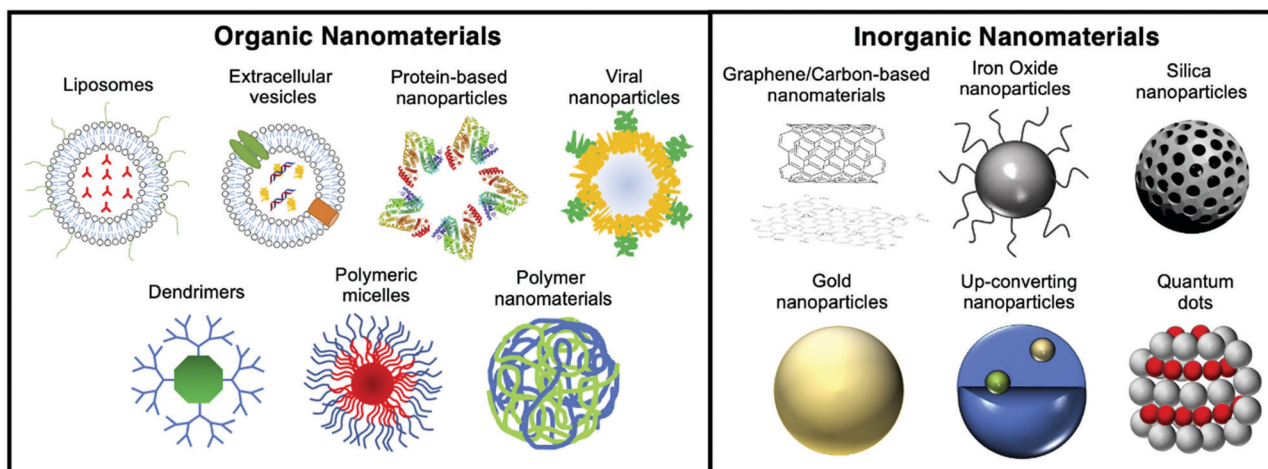 Organic Nanomaterials
Liposomes
Extracellular
vesicles
Protein-based
nanoparticles
Viral
nanoparticles
Dendrimers
Polymeric
micelles
Polymer
nanomaterials
Inorganic Nanomaterials
Graphene/Carbon-based
nanomaterials
Iron Oxide
nanoparticles
Silica
nanoparticles
Gold
nanoparticles
Up-converting
nanoparticles
Quantum
dots